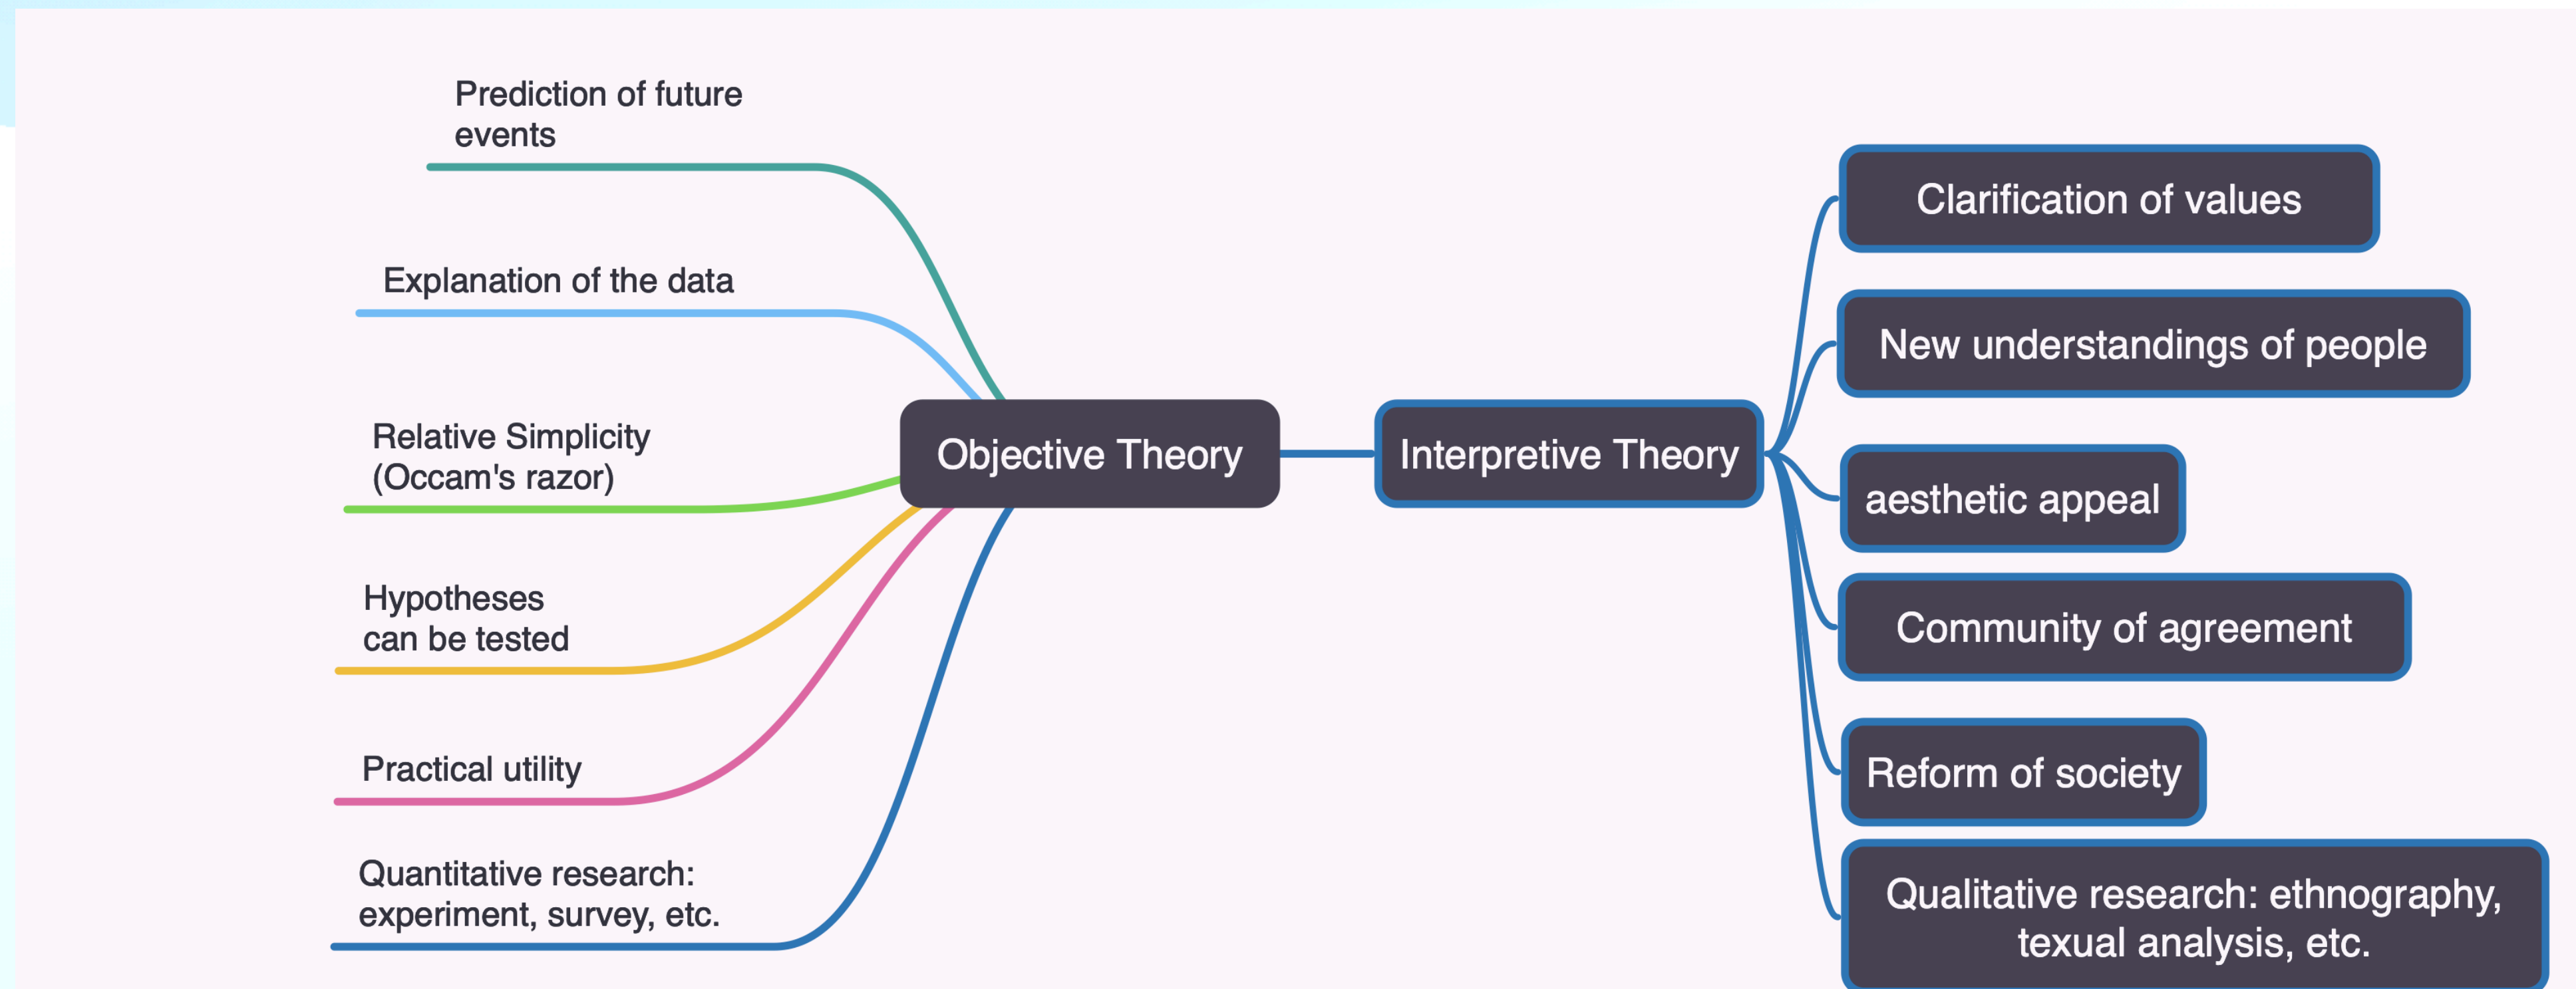 Prediction of future
events
Explanation of the data
Relative Simplicity
(Occam's razor)
Hypotheses
can be tested
Practical utility
Quantitative research:
experiment, survey, etc.
Objective Theory
Interpretive Theory
Clarification of values
New understandings of people
aesthetic appeal
Community of agreement
Reform of society
Qualitative research: ethnography,
texual analysis, etc.